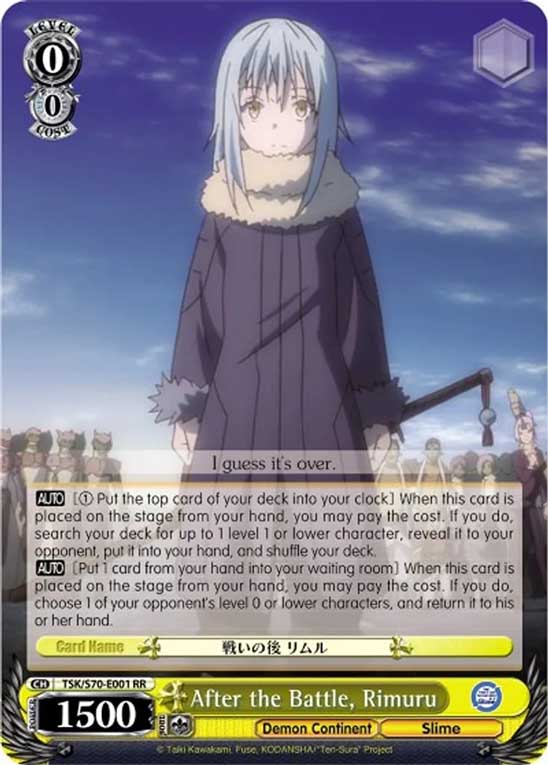 LEVEL
0
0
COST
I guess it's over.
AUTO [① Put the top card of your deck into your clock] When this card is
placed on the stage from your hand, you may pay the cost. If you do,
search your deck for up to 1 level 1 or lower character, reveal it to your
opponent, put it into your hand, and shuffle your deck.
AUTO [Put 1 card from your hand into your waiting room] When this card is
placed on the stage from your hand, you may pay the cost. If you do,
choose 1 of your opponent's level 0 or lower characters, and return it to his
or her hand.
Card Name 戦いの後 リムル
CH TSK/S70-E001 RR
After the Battle, Rimuru
POWER 1500 SOUL
Demon Continent Slime
© Taiki Kawakami, Fuse, KODANSHA/"Ten-Sura" Project